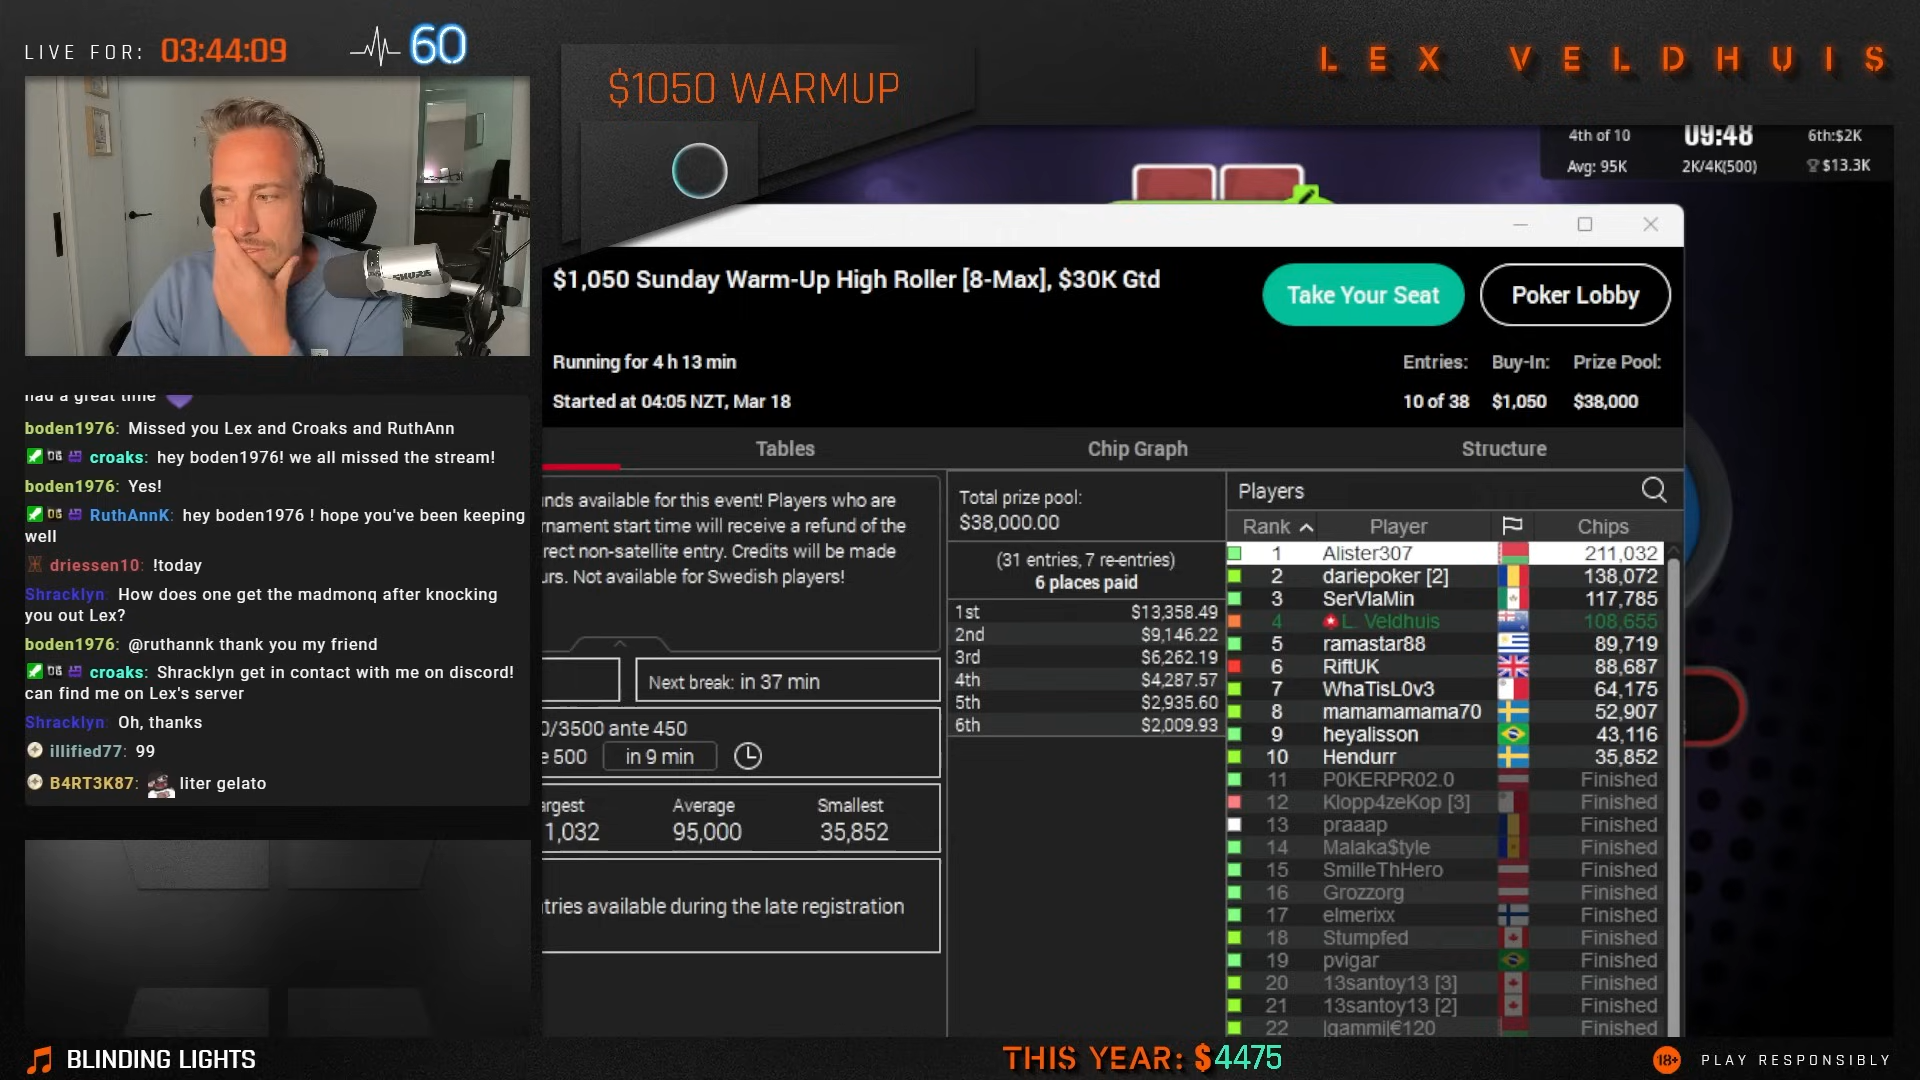 LIVE FOR: 03:44:09 60
$1050 WARMUP
LEX VELDHUIS
4th of 10 09:48 6th:$2K
Avg: 95K 2K/4K(500) $13.3K
$1,050 Sunday Warm-Up High Roller [8-Max], $30K Gtd
Take Your Seat
Poker Lobby
Running for 4 h 13 min
Entries: Buy-In: Prize Pool:
Started at 04:05 NZT, Mar 18
10 of 38 $1,050 $38,000
Tables
Chip Graph
Structure
had a great time
boden1976: Missed you Lex and Croaks and RuthAnn
croaks: hey boden1976! we all missed the stream!
boden1976: Yes!
RuthAnnK: hey boden1976 ! hope you've been keeping
well
driessen10: !today
Shracklyn: How does one get the madmonq after knocking
you out Lex?
boden1976: @ruthannk thank you my friend
croaks: Shracklyn get in contact with me on discord!
can find me on Lex's server
Shracklyn: Oh, thanks
illified77: 99
B4RT3K87: liter gelato
nds available for this event! Players who are
rnament start time will receive a refund of the
rect non-satellite entry. Credits will be made
urs. Not available for Swedish players!
Next break: in 37 min
0/3500 ante 450
e 500 in 9 min
argest Average Smallest
1,032 95,000 35,852
tries available during the late registration
Total prize pool:
$38,000.00
(31 entries, 7 re-entries)
6 places paid
1st $13,358.49
2nd $9,146.22
3rd $6,262.19
4th $4,287.57
5th $2,935.60
6th $2,009.93
Players
Rank Player Chips
1 Alister307 211,032
2 dariepoker [2] 138,072
3 SerVlaMin 117,785
4 L. Veldhuis 108,655
5 ramastar88 89,719
6 RiftUK 88,687
7 WhaTisL0v3 64,175
8 mamamamama70 52,907
9 heyalisson 43,116
10 Hendurr 35,852
11 P0KERPR02.0 Finished
12 Klopp4zeKop [3] Finished
13 praaap Finished
14 Malaka$tyle Finished
15 SmilleThHero Finished
16 Grozzorg Finished
17 elmerixx Finished
18 Stumpfed Finished
19 pvigar Finished
20 13santoy13 [3] Finished
21 13santoy13 [2] Finished
22 Finished
BLINDING LIGHTS
THIS YEAR: $4475
18+ PLAY RESPONSIBLY